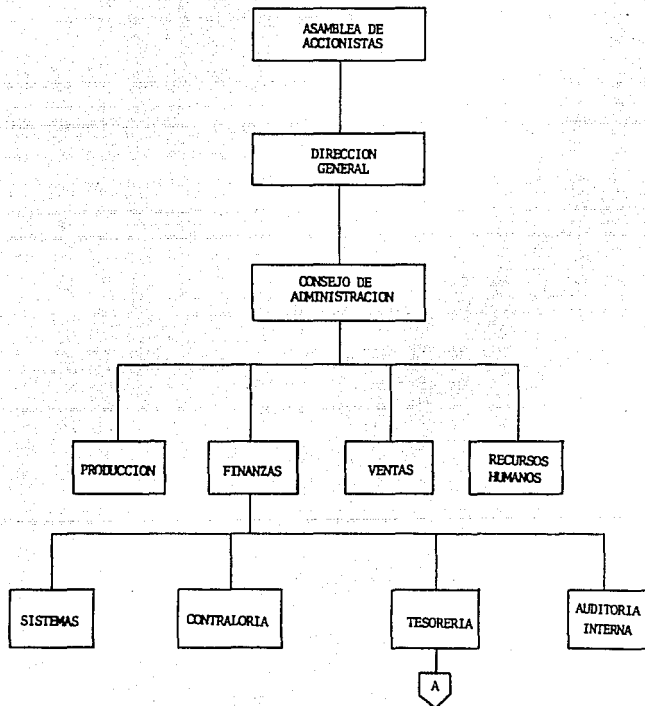 ASAMBLEA DE
ACCIONISTAS
DIRECCION
GENERAL
CONSEJO DE
ADMINISTRACION
PRODUCCION
FINANZAS
VENTAS
RECURSOS
HUMANOS
SISTEMAS
CONTRALORIA
TESORERIA
AUDITORIA
INTERNA
A